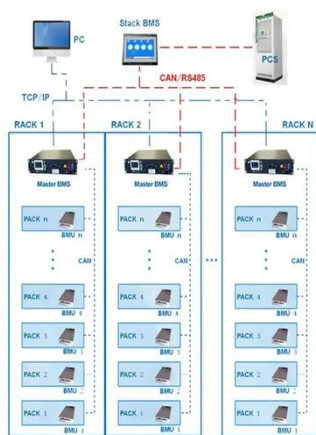 PC
Stack BMS
PCS
CAN/RS485
TCP/IP
RACK 1
RACK 2
RACK N
Master BMS
Master BMS
Master BMS
PACK n
BMU n
PACK n
BMU n
PACK n
BMU n
CAN
CAN
CAN
...
PACK 4
BMU 4
PACK 4
BMU 4
PACK 4
BMU 4
PACK 3
BMU 3
PACK 3
BMU 3
PACK 3
BMU 3
PACK 2
BMU 2
PACK 2
BMU 2
PACK 2
BMU 2
PACK 1
BMU 1
PACK 1
BMU 1
PACK 1
BMU 1